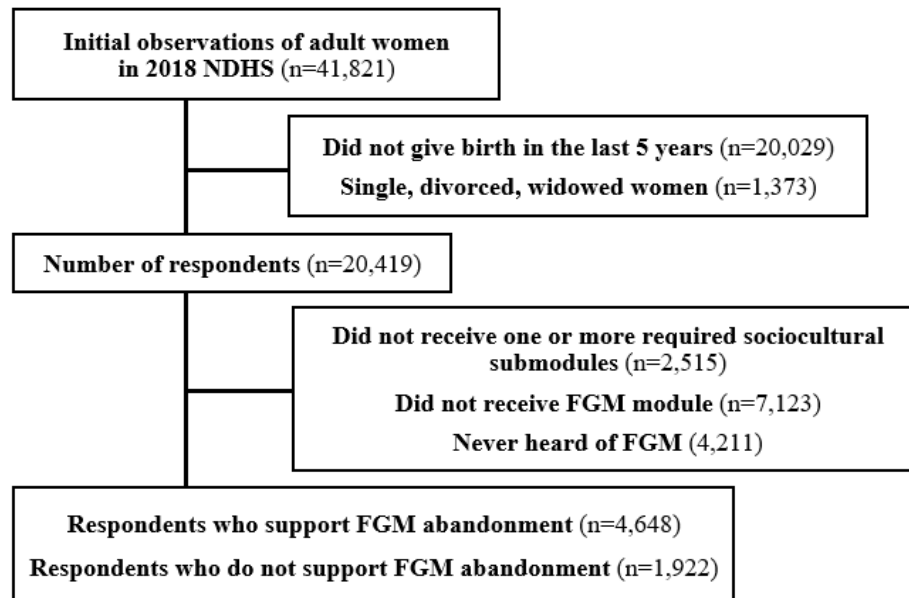 Initial observations of adult women
in 2018 NDHS (n=41,821)
Did not give birth in the last 5 years (n=20,029)
Single, divorced, widowed women (n=1,373)
Number of respondents (n=20,419)
Did not receive one or more required sociocultural
submodules (n=2,515)
Did not receive FGM module (n=7,123)
Never heard of FGM (4,211)
Respondents who support FGM abandonment (n=4,648)
Respondents who do not support FGM abandonment (n=1,922)